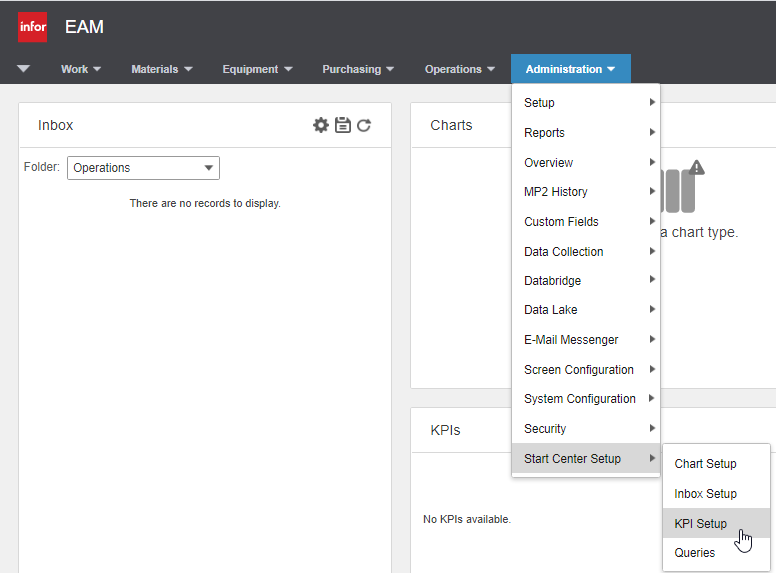 infor
EAM
Work
Materials
Equipment
Purchasing
Operations
Administration
Inbox
Folder:
Operations
There are no records to display.
Charts
a chart type.
KPIs
No KPIs available.
Setup
Reports
Overview
MP2 History
Custom Fields
Data Collection
Databridge
Data Lake
E-Mail Messenger
Screen Configuration
System Configuration
Security
Start Center Setup
Chart Setup
Inbox Setup
KPI Setup
Queries